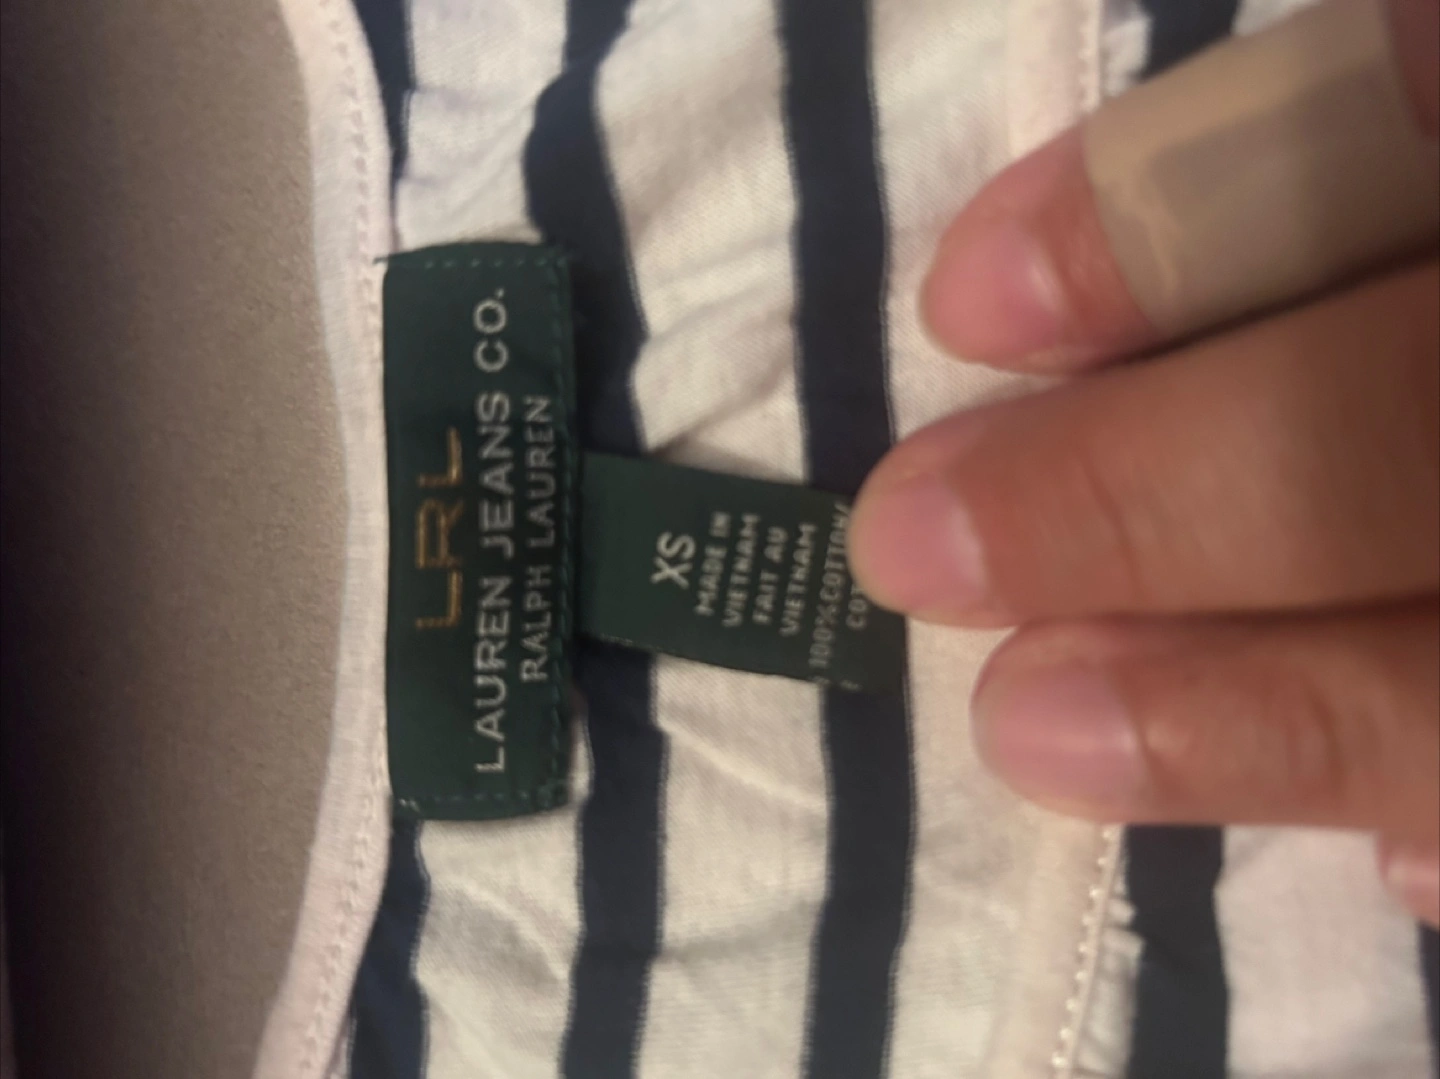 LRL
LAUREN JEANS CO.
RALPH LAUREN
XS
MADE IN
VIETNAM
FAIT AU
VIETNAM
100%COTTON/